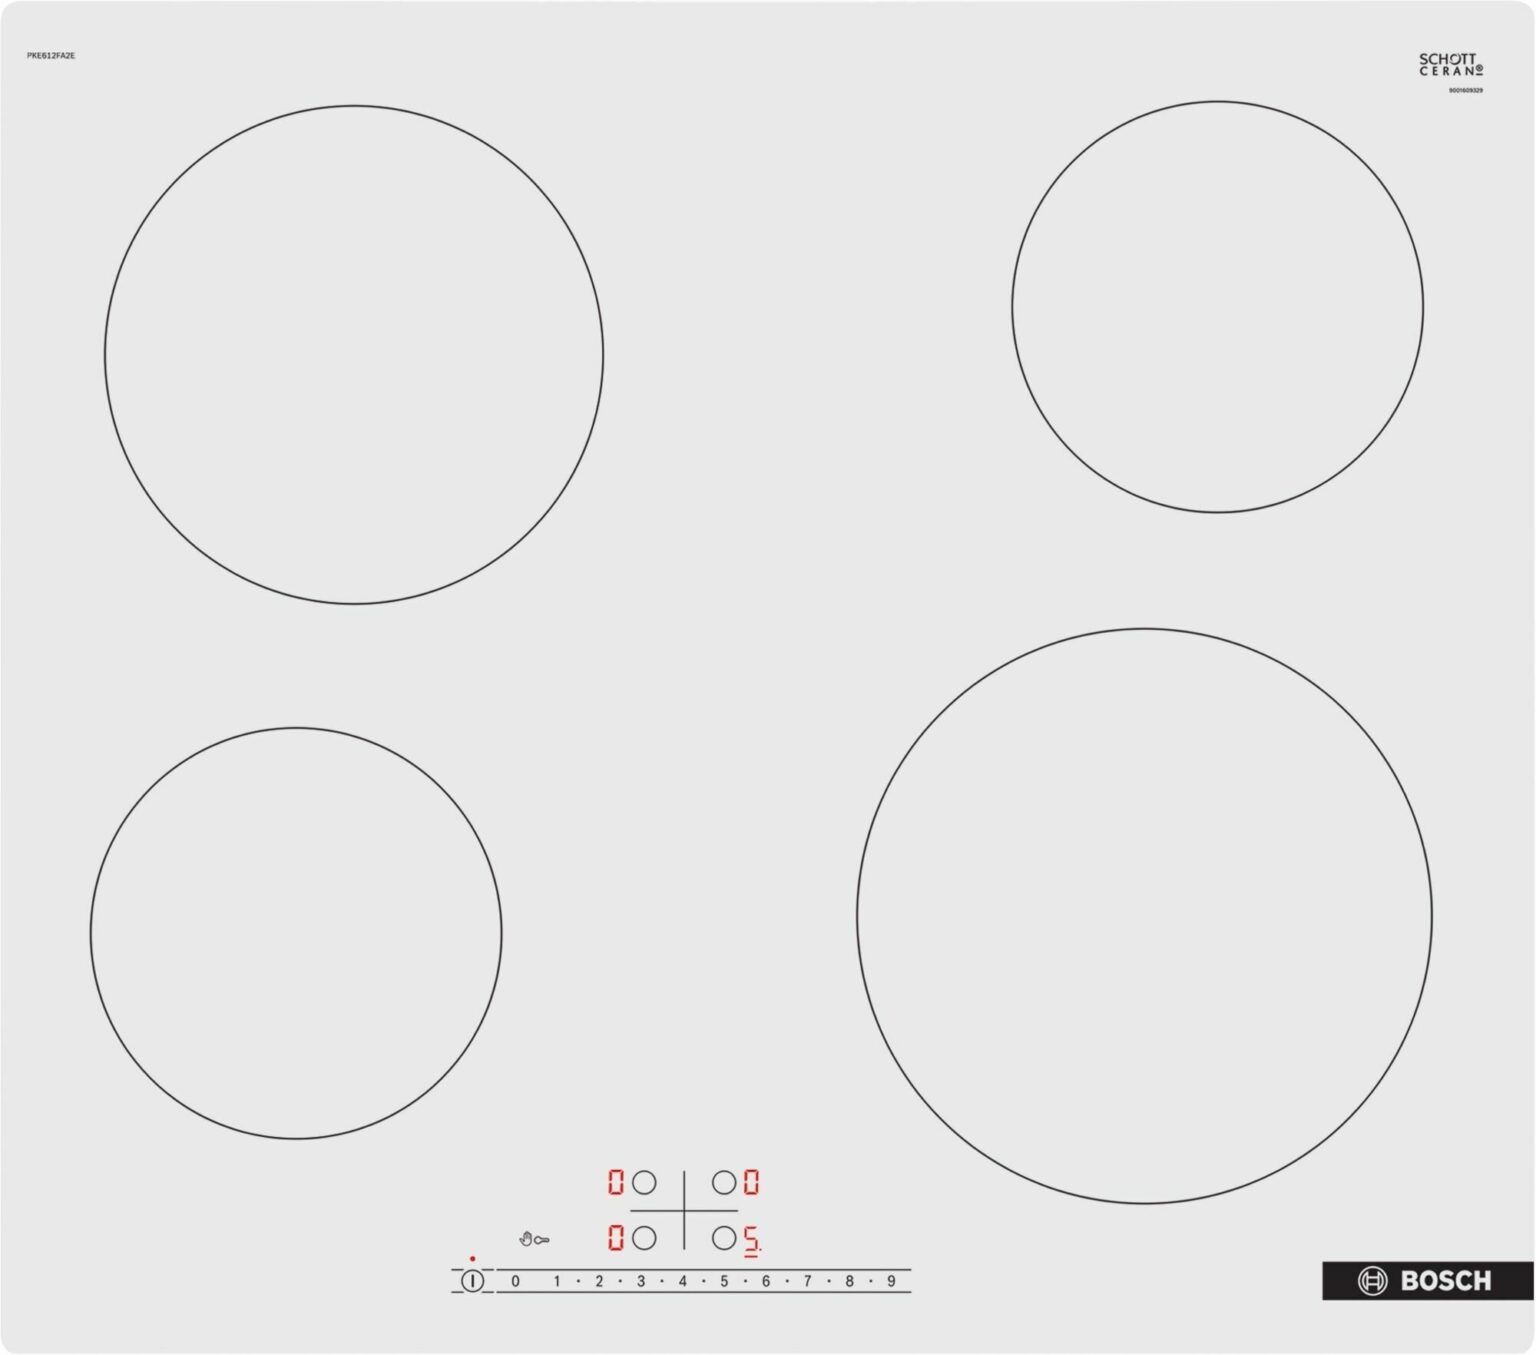 PKE612FA2E
SCHOTT
CERAN®
9001609329
0 0
0 5.
0 1 · 2 · 3 · 4 · 5 · 6 · 7 · 8 · 9
BOSCH